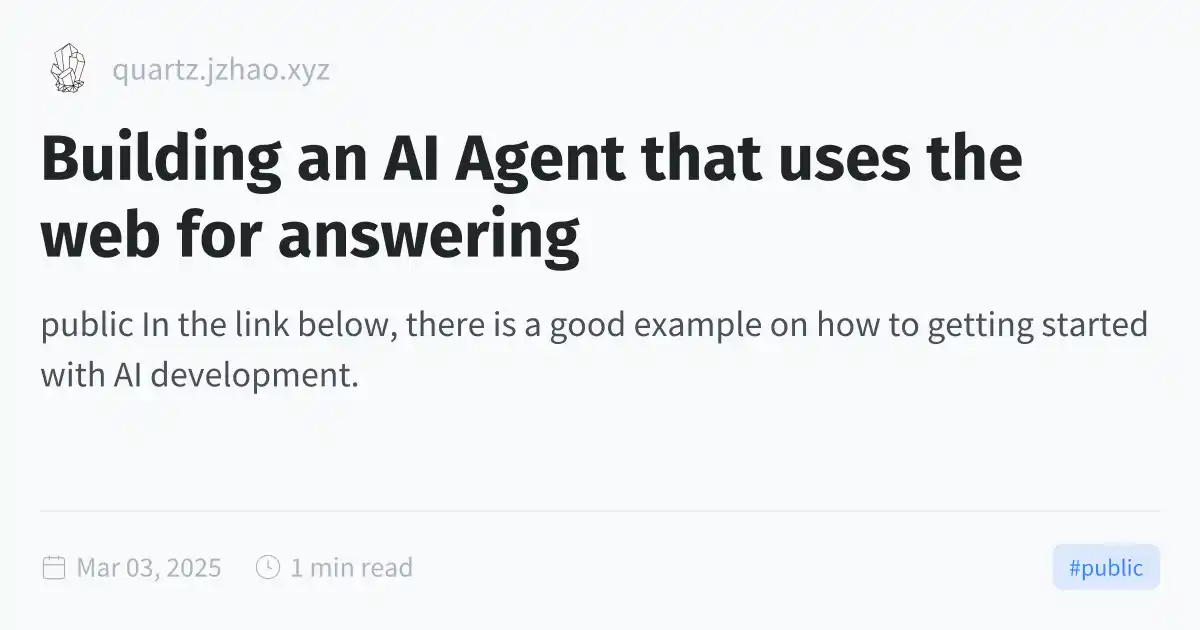 quartz.jzhao.xyz
Building an AI Agent that uses the
web for answering
public In the link below, there is a good example on how to getting started
with AI development.
Mar 03, 2025 1 min read #public